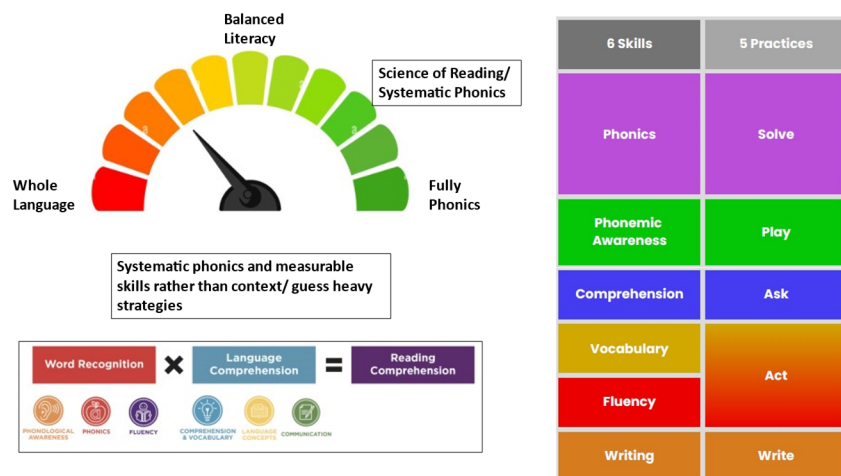 Balanced
Literacy
Science of Reading/
Systematic Phonics
Whole
Language
Fully
Phonics
Systematic phonics and measurable
skills rather than context/ guess heavy
strategies
Word Recognition
×
Language
Comprehension
=
Reading
Comprehension
PHONOLOGICAL
AWARENESS
PHONICS
FLUENCY
COMPREHENSION
& VOCABULARY
LANGUAGE
CONCEPTS
COMMUNICATION
6 Skills
5 Practices
Phonics
Solve
Phonemic
Awareness
Play
Comprehension
Ask
Vocabulary
Act
Fluency
Writing
Write